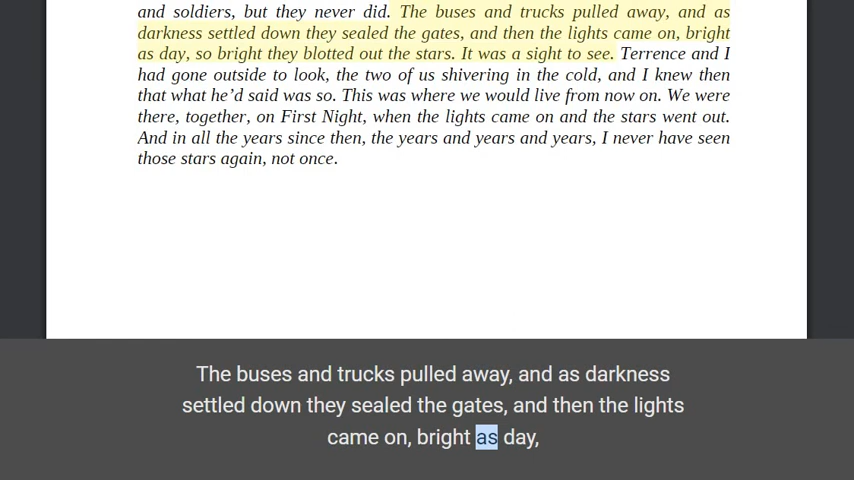 and soldiers, but they never did. The buses and trucks pulled away, and as
darkness settled down they sealed the gates, and then the lights came on, bright
as day, so bright they blotted out the stars. It was a sight to see. Terrence and I
had gone outside to look, the two of us shivering in the cold, and I knew then
that what he’d said was so. This was where we would live from now on. We were
there, together, on First Night, when the lights came on and the stars went out.
And in all the years since then, the years and years and years, I never have seen
those stars again, not once.
The buses and trucks pulled away, and as darkness
settled down they sealed the gates, and then the lights
came on, bright as day,